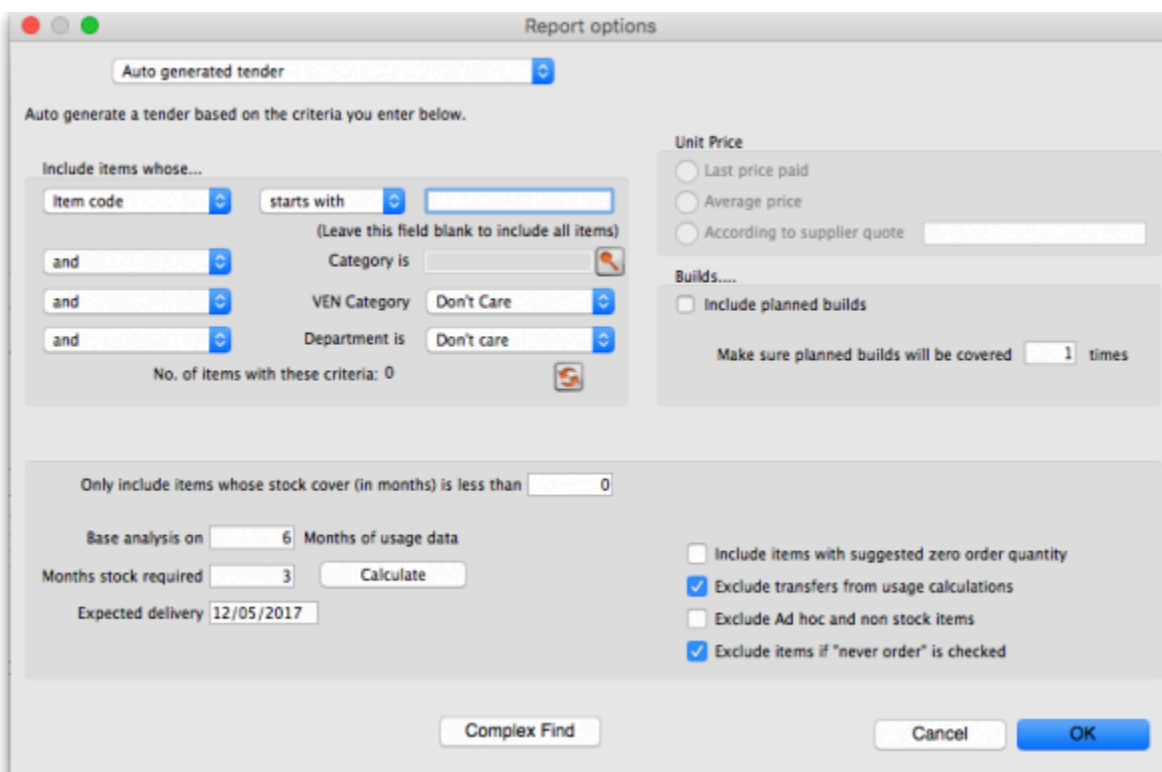 Report options
Auto generated tender
Auto generate a tender based on the criteria you enter below.
Include items whose...
Item code starts with
(Leave this field blank to include all items)
and Category is
and VEN Category Don't Care
and Department is Don't care
No. of items with these criteria: 0
Unit Price
Last price paid
Average price
According to supplier quote
Builds....
Include planned builds
Make sure planned builds will be covered 1 times
Only include items whose stock cover (in months) is less than 0
Base analysis on 6 Months of usage data
Months stock required 3 Calculate
Expected delivery 12/05/2017
Include items with suggested zero order quantity
Exclude transfers from usage calculations
Exclude Ad hoc and non stock items
Exclude items if "never order" is checked
Complex Find Cancel OK